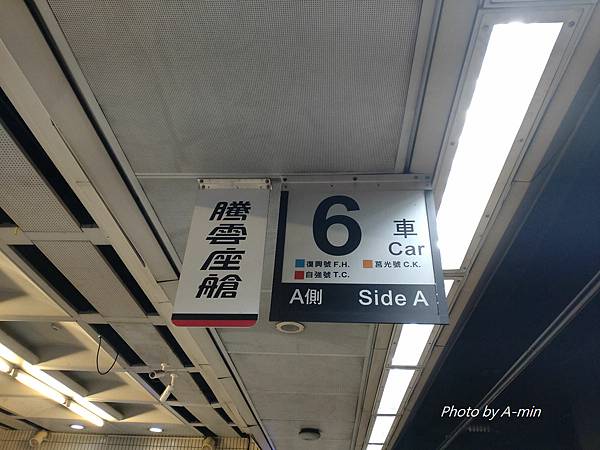 騰雲座艙
6 車
Car
復興號 F.H. 莒光號 C.K.
自強號 T.C.
A側 Side A
Photo by A-min